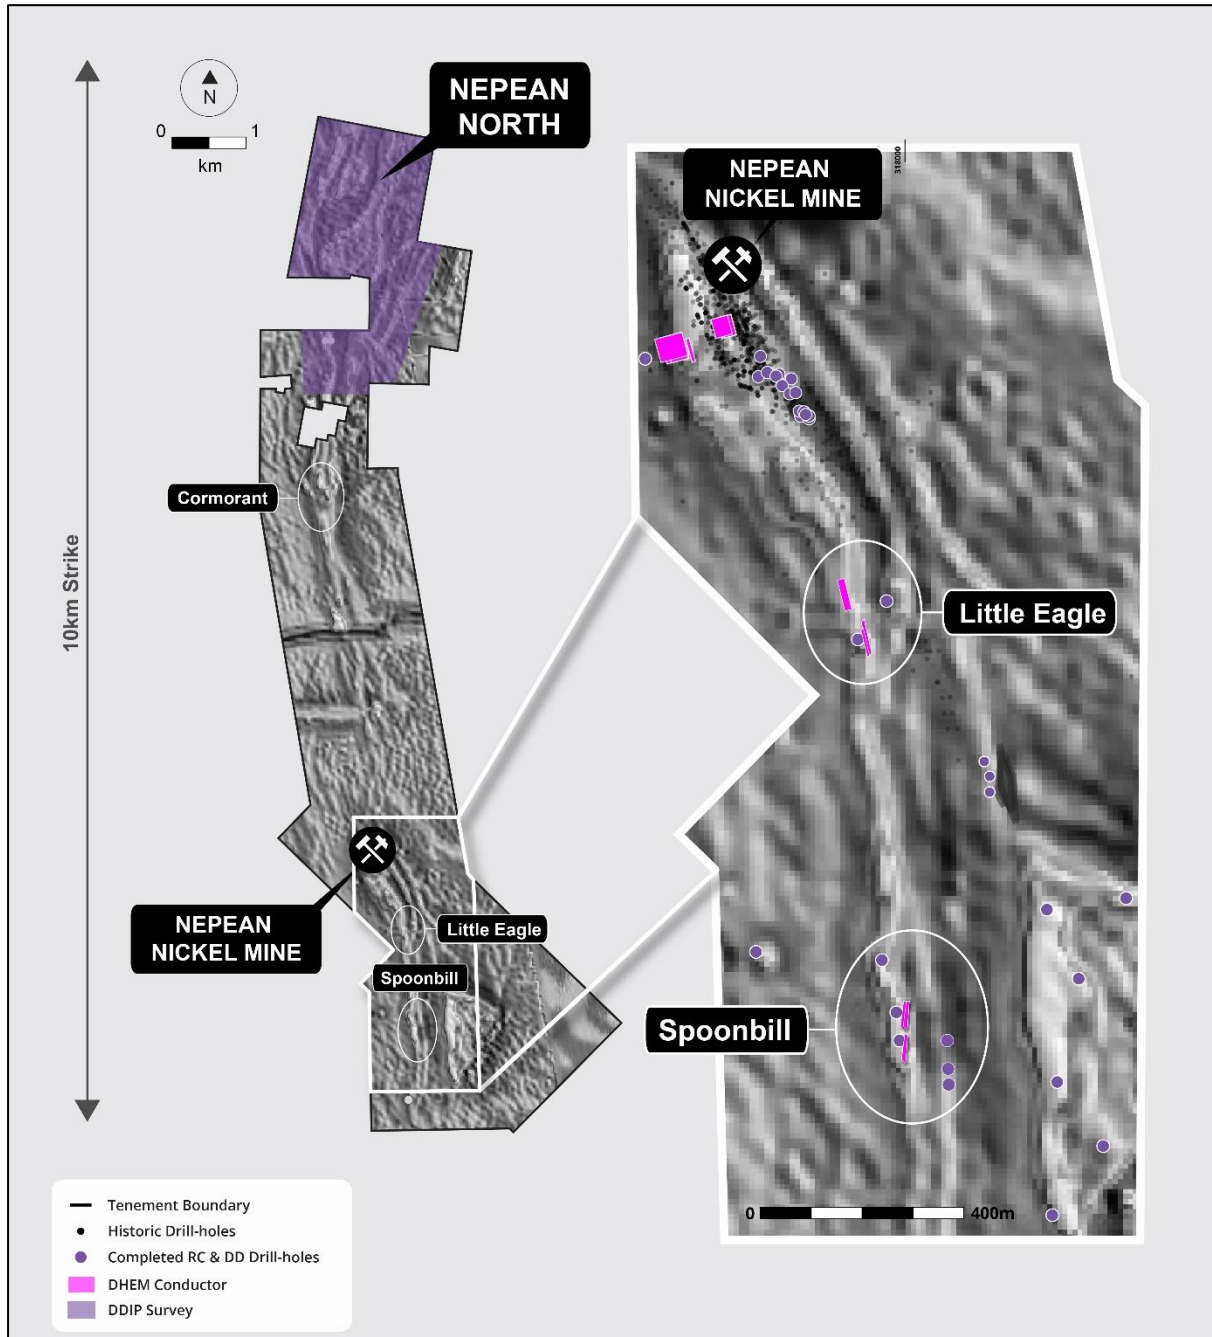 NEPEAN
NORTH
N
0 1
km
10km Strike
Cormorant
NEPEAN
NICKEL MINE
Little Eagle
Spoonbill
NEPEAN
NICKEL MINE
318000
Little Eagle
Spoonbill
0 400m
Tenement Boundary
Historic Drill-holes
Completed RC & DD Drill-holes
DHEM Conductor
DDIP Survey